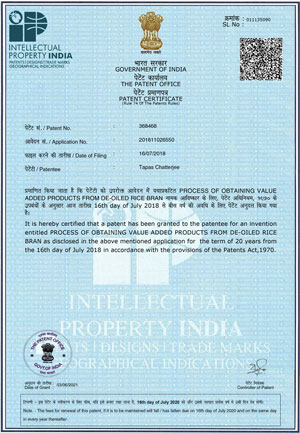 INTELLECTUAL
PROPERTY INDIA
PATENTS | DESIGNS | TRADE MARKS
GEOGRAPHICAL INDICATIONS
क्रमांक : 011135090
SL No :
भारत सरकार
GOVERNMENT OF INDIA
पेटेंट कार्यालय
THE PATENT OFFICE
पेटेंट प्रमाणपत्र
PATENT CERTIFICATE
(Rule 74 Of The Patents Rules)
पेटेंट सं. / Patent No. : 368468
आवेदन सं. / Application No. : 201811026550
फाइल करने की तारीख / Date of Filing : 16/07/2018
पेटेंटी / Patentee : Tapas Chatterjee
प्रमाणित किया जाता है कि पेटेंटी को उपरोक्त आवेदन में यथाप्रकटित PROCESS OF OBTAINING VALUE
ADDED PRODUCTS FROM DE-OILED RICE BRAN नामक आविष्कार के लिए, पेटेंट अधिनियम, १९७० के
उपबंधों के अनुसार आज तारीख 16th day of July 2018 से बीस वर्ष की अवधि के लिए पेटेंट अनुदत्त किया गया
है।
It is hereby certified that a patent has been granted to the patentee for an invention
entitled PROCESS OF OBTAINING VALUE ADDED PRODUCTS FROM DE-OILED RICE
BRAN as disclosed in the above mentioned application for the term of 20 years from
the 16th day of July 2018 in accordance with the provisions of the Patents Act,1970.
INTELLECTUAL
PROPERTY INDIA
PATENTS | DESIGNS | TRADE MARKS
GEOGRAPHICAL INDICATIONS
THE PATENT OFFICE
GOVT. OF INDIA
अनुदान की तारीख : 03/06/2021
Date of Grant :
पेटेंट नियंत्रक
Controller of Patent
टिप्पणी - इस पेटेंट के नवीकरण के लिए फीस, यदि इसे बनाए रखा जाना है, 16th day of July 2020 को और उसके पश्चात प्रत्येक वर्ष में उसी दिन देय होगी।
Note. - The fees for renewal of this patent, if it is to be maintained will fall / has fallen due on 16th day of July 2020 and on the same day
in every year thereafter.